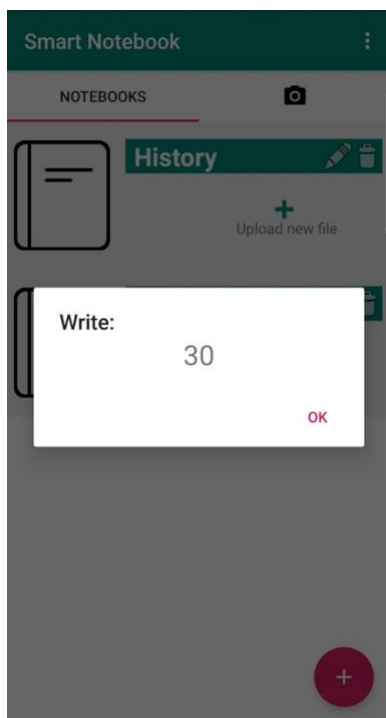 Smart Notebook
NOTEBOOKS
History
+
Upload new file
Write:
30
OK
+